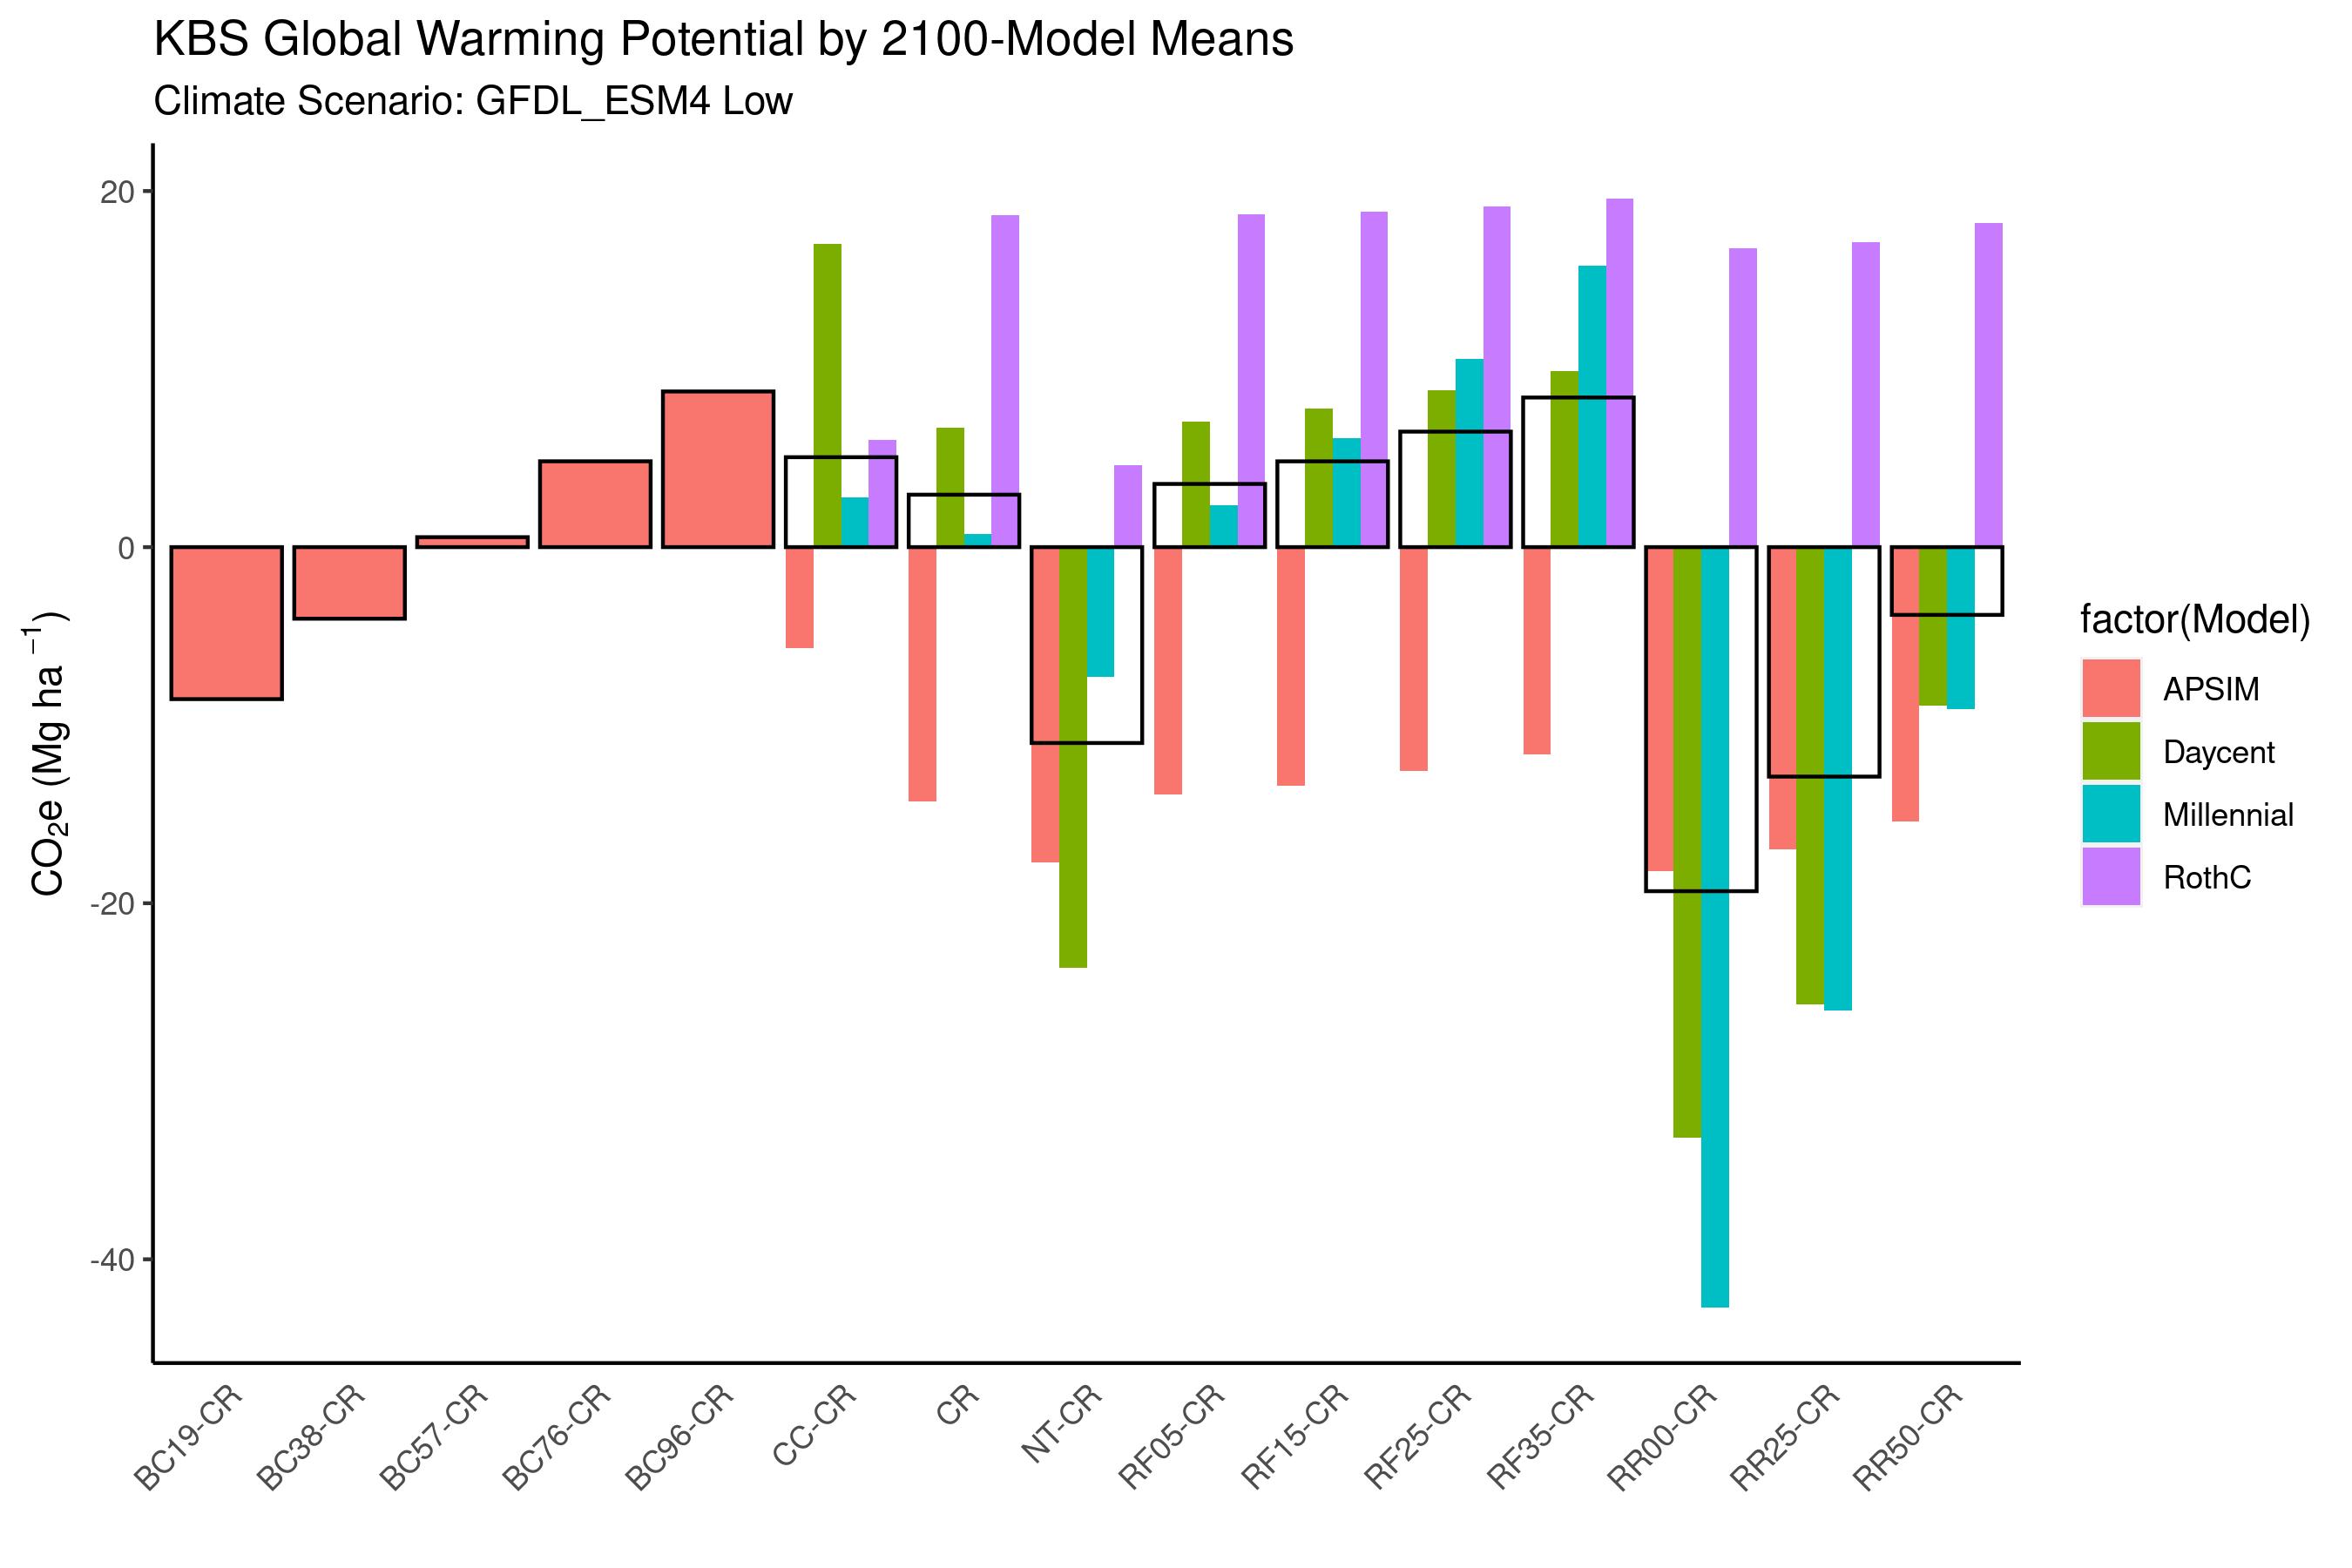 KBS Global Warming Potential by 2100-Model Means
Climate Scenario: GFDL_ESM4 Low
CO₂e (Mg ha ⁻¹)
20
0
-20
-40
BC19-CR
BC38-CR
BC57-CR
BC76-CR
BC96-CR
CC-CR
CR
NT-CR
RF05-CR
RF15-CR
RF25-CR
RF35-CR
RR00-CR
RR25-CR
RR50-CR
factor(Model)
APSIM
Daycent
Millennial
RothC